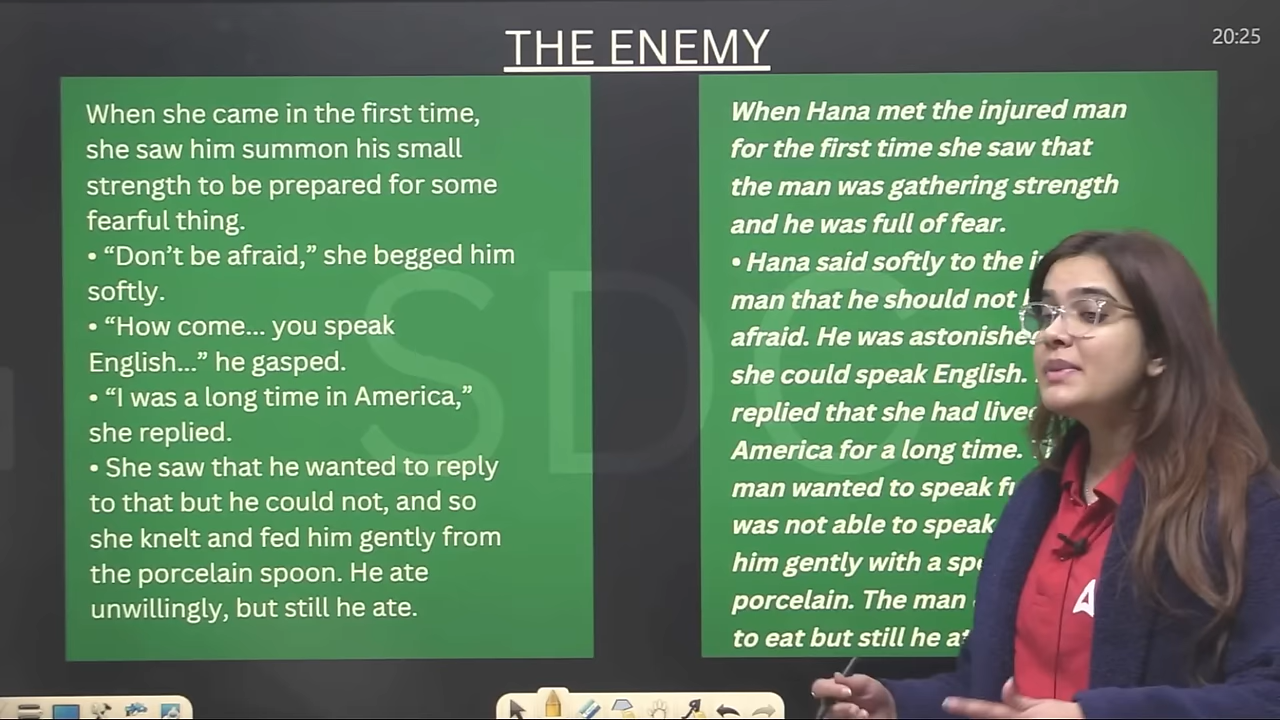 THE ENEMY
20:25
When she came in the first time,
she saw him summon his small
strength to be prepared for some
fearful thing.
• “Don’t be afraid,” she begged him
softly.
• “How come... you speak
English...” he gasped.
• “I was a long time in America,”
she replied.
• She saw that he wanted to reply
to that but he could not, and so
she knelt and fed him gently from
the porcelain spoon. He ate
unwillingly, but still he ate.
When Hana met the injured man
for the first time she saw that
the man was gathering strength
and he was full of fear.
• Hana said softly to the
man that he should not
afraid. He was
she could speak English.
replied that she had
America for a long time.
man wanted to speak
was not able to speak
him gently with a
porcelain. The man
to eat but still he
SDC